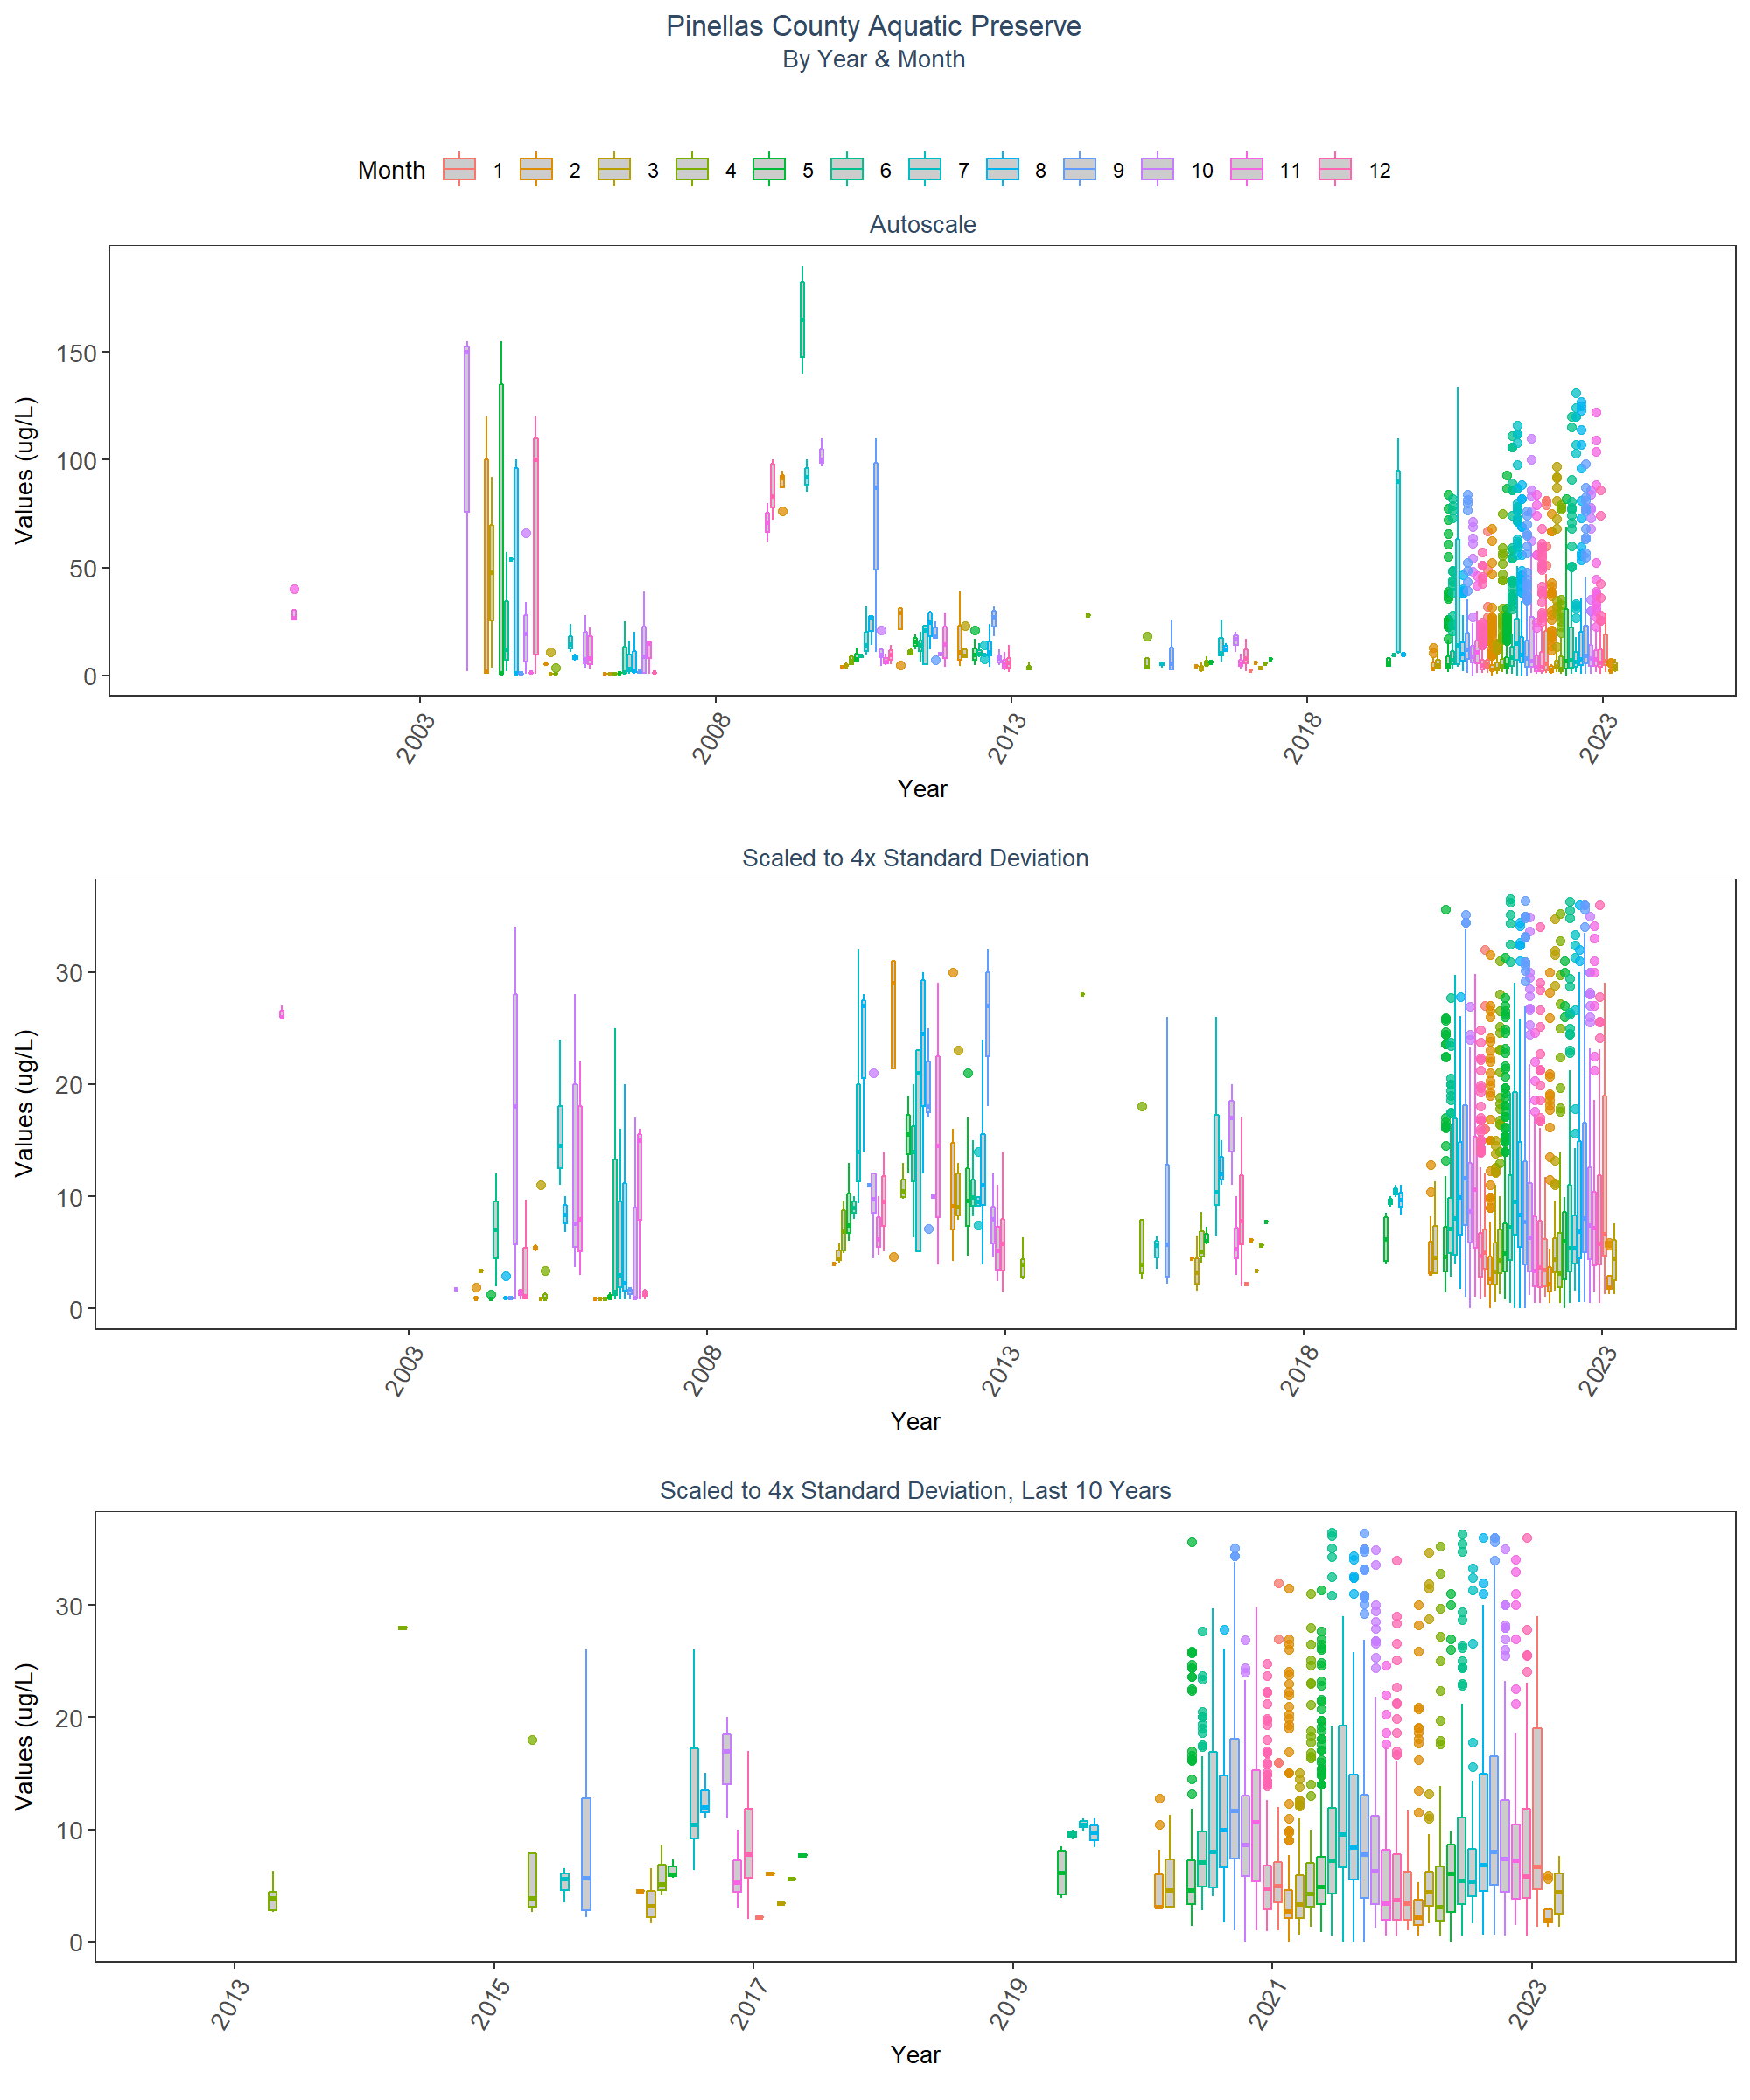 Pinellas County Aquatic Preserve
By Year & Month
Month 1 2 3 4 5 6 7 8 9 10 11 12
Autoscale
Values (ug/L)
150
100
50
0
2003 2008 2013 2018 2023
Year
Scaled to 4x Standard Deviation
Values (ug/L)
30
20
10
0
2003 2008 2013 2018 2023
Year
Scaled to 4x Standard Deviation, Last 10 Years
Values (ug/L)
30
20
10
0
2013 2015 2017 2019 2021 2023
Year